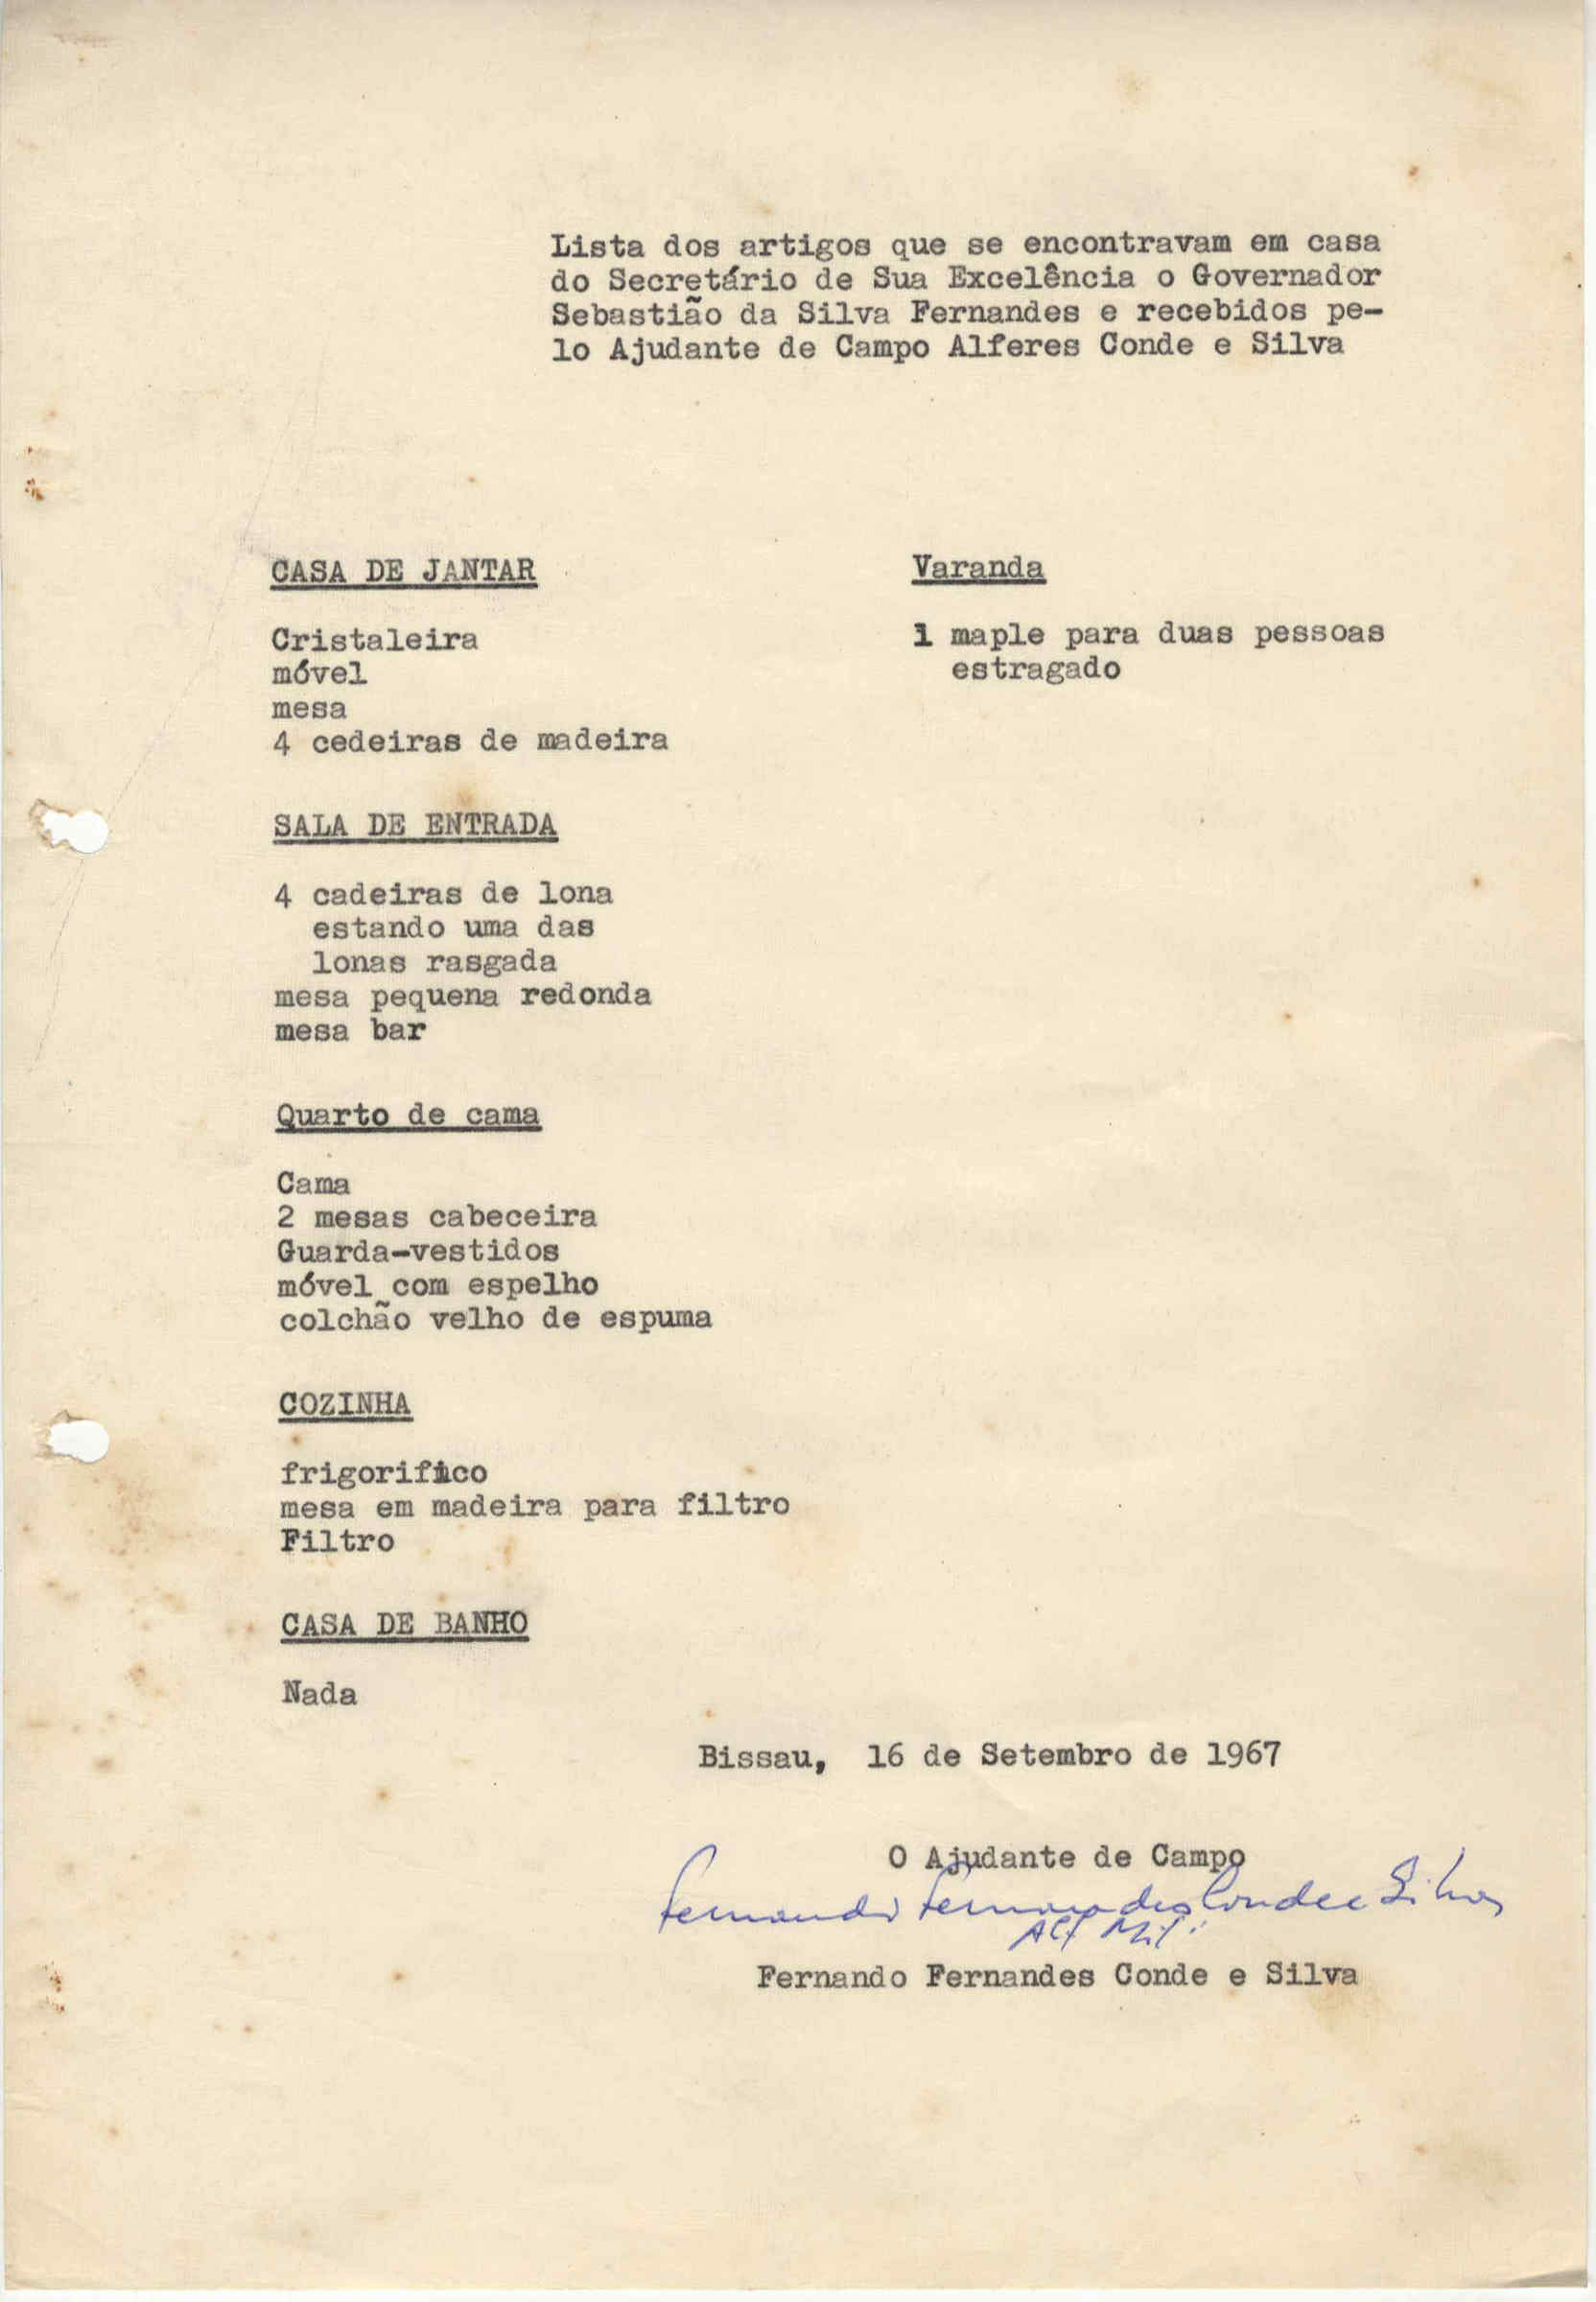 Lista dos artigos que se encontravam em casa
do Secretário de Sua Excelência o Governador
Sebastião da Silva Fernandes e recebidos pe-
lo Ajudante de Campo Alferes Conde e Silva
CASA DE JANTAR
Cristaleira
móvel
mesa
4 cedeiras de madeira
SALA DE ENTRADA
4 cadeiras de lona
estando uma das
lonas rasgada
mesa pequena redonda
mesa bar
Quarto de cama
Cama
2 mesas cabeceira
Guarda-vestidos
móvel com espelho
colchão velho de espuma
COZINHA
frigorifico
mesa em madeira para filtro
Filtro
CASA DE BANHO
Nada
Varanda
1 maple para duas pessoas
estragado
Bissau, 16 de Setembro de 1967
O Ajudante de Campo
Fernando Fernandes Conde e Silva
Alf Mil.
Fernando Fernandes Conde e Silva